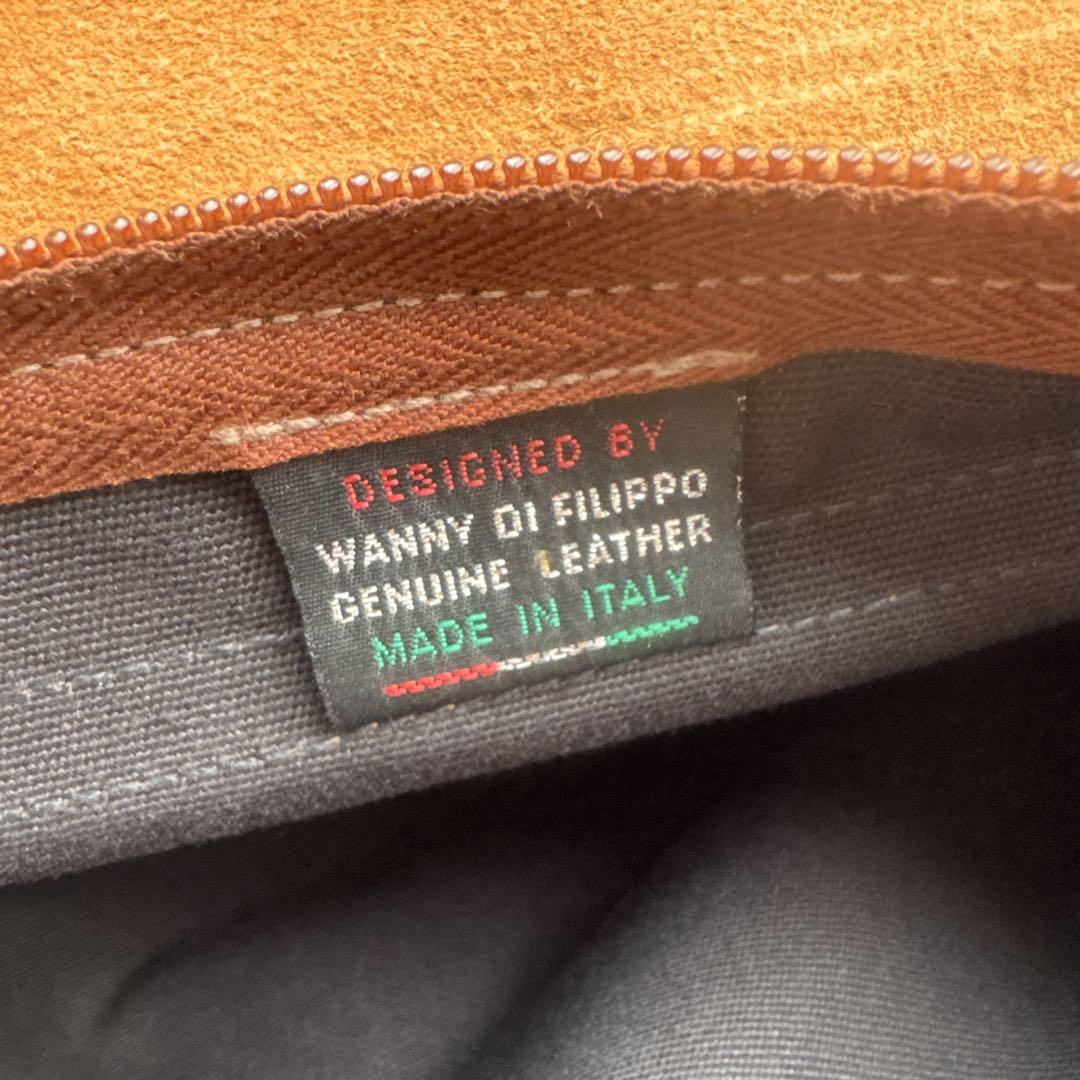 DESIGNED BY
WANNY DI FILIPPO
GENUINE LEATHER
MADE IN ITALY